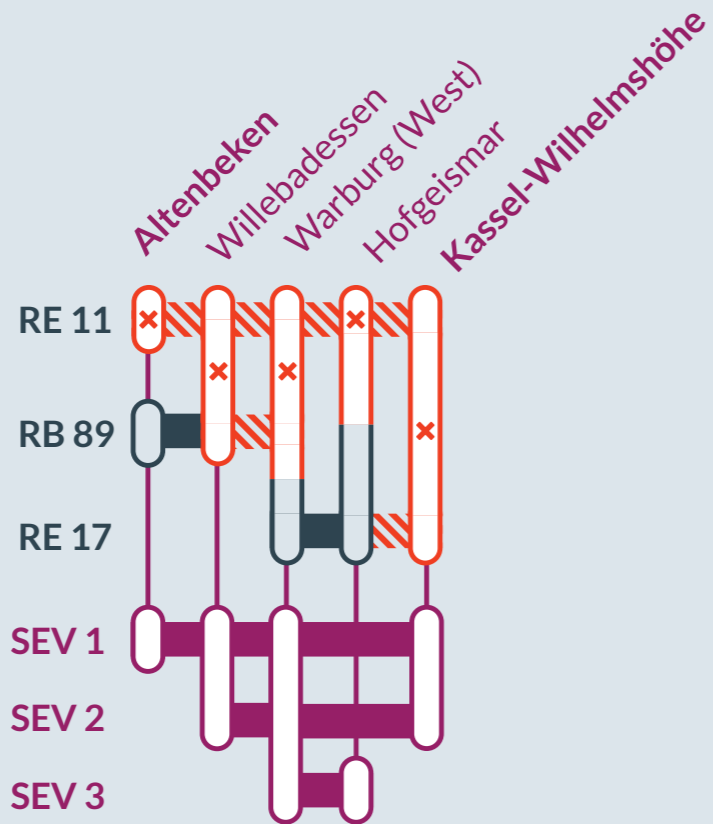 Altenbeken
Willebadessen
Warburg (West)
Hofgeismar
Kassel-Wilhelmshöhe
RE 11
RB 89
RE 17
SEV 1
SEV 2
SEV 3